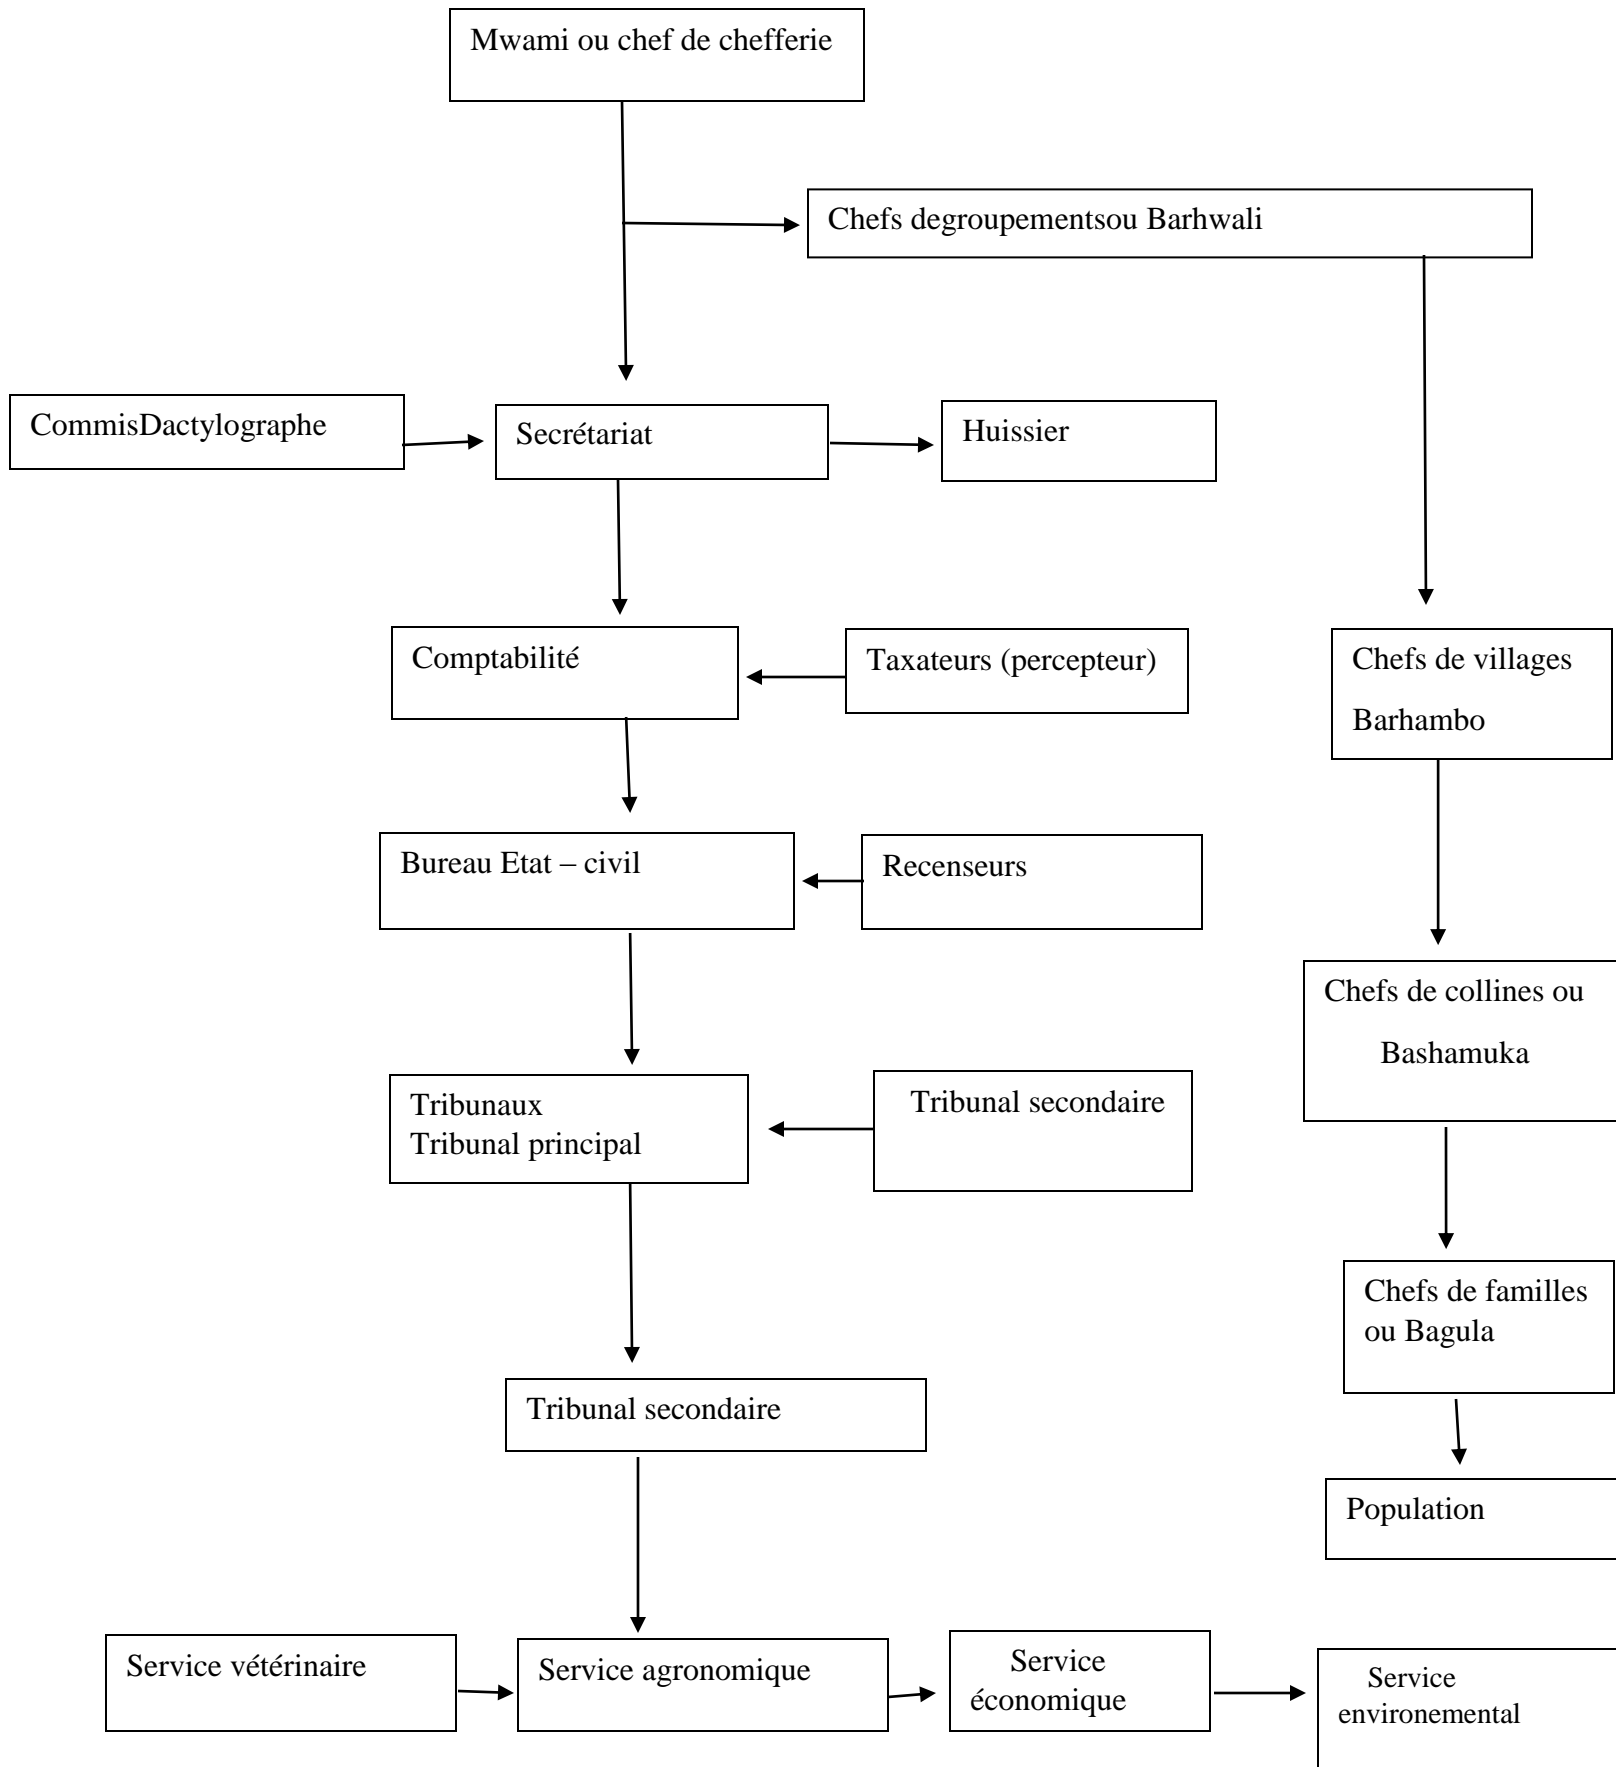 Mwami ou chef de chefferie
Chefs degroupementsou Barhwali
CommisDactylographe
Secrétariat
Huissier
Comptabilité
Taxateurs (percepteur)
Chefs de villages
Barhambo
Bureau Etat – civil
Recenseurs
Chefs de collines ou
Bashamuka
Tribunaux
Tribunal principal
Tribunal secondaire
Chefs de familles
ou Bagula
Tribunal secondaire
Population
Service vétérinaire
Service agronomique
Service
économique
Service
environemental